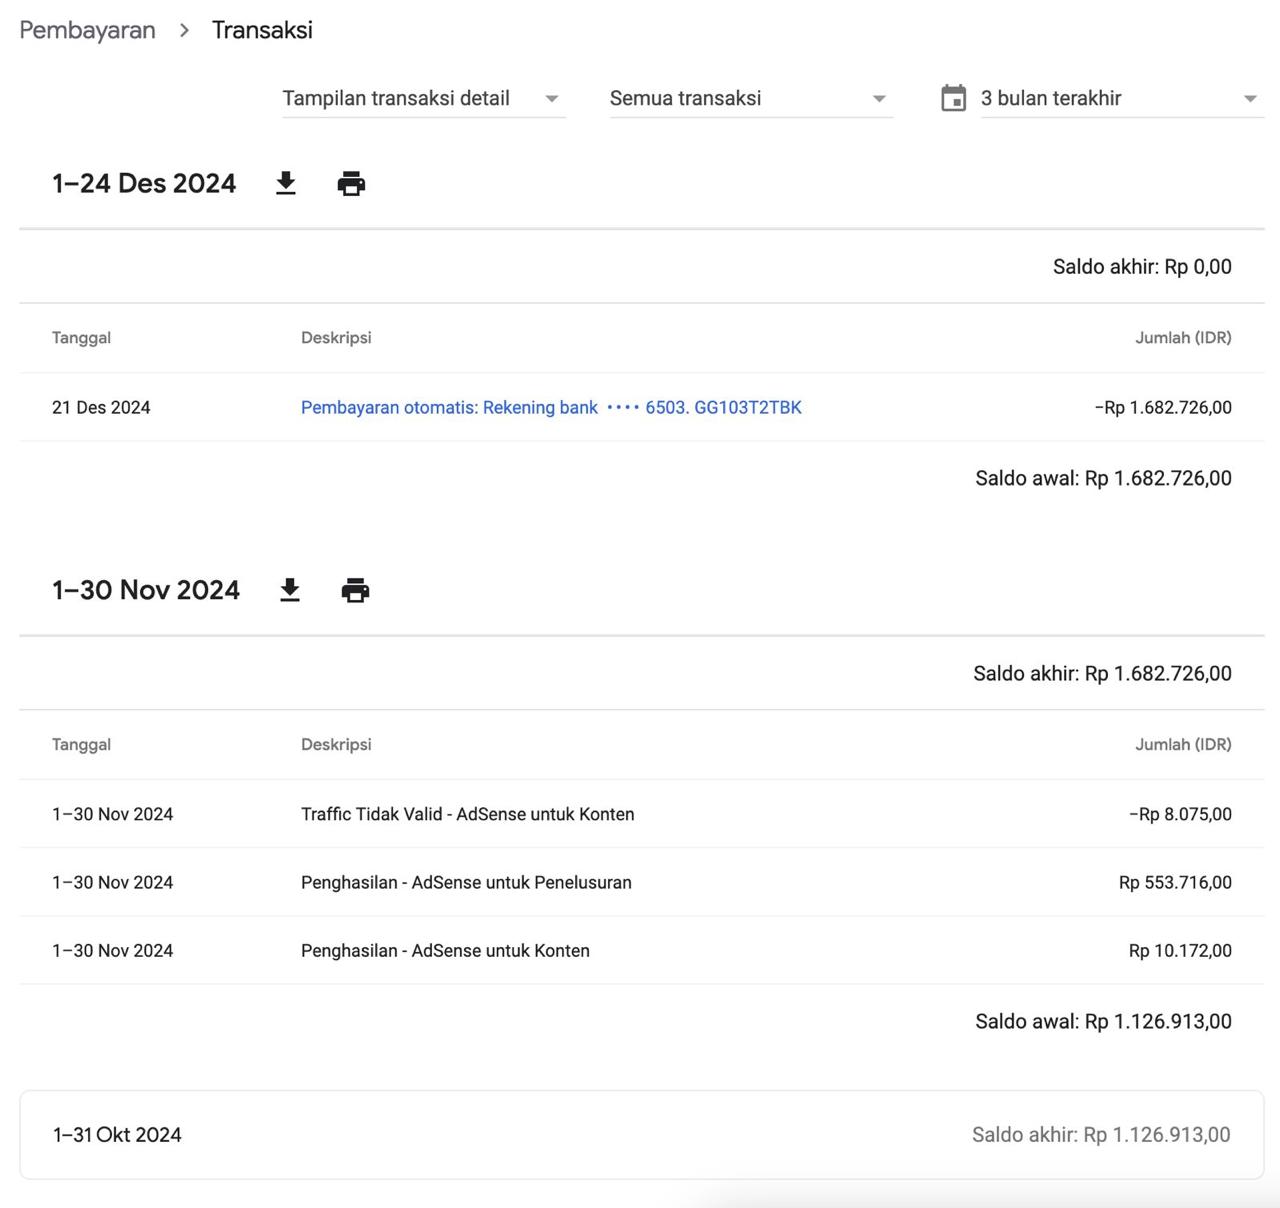 Pembayaran > Transaksi
Tampilan transaksi detail Semua transaksi 3 bulan terakhir
1–24 Des 2024
Saldo akhir: Rp 0,00
Tanggal Deskripsi Jumlah (IDR)
21 Des 2024 Pembayaran otomatis: Rekening bank •••• 6503. GG103T2TBK −Rp 1.682.726,00
Saldo awal: Rp 1.682.726,00
1–30 Nov 2024
Saldo akhir: Rp 1.682.726,00
Tanggal Deskripsi Jumlah (IDR)
1–30 Nov 2024 Traffic Tidak Valid - AdSense untuk Konten −Rp 8.075,00
1–30 Nov 2024 Penghasilan - AdSense untuk Penelusuran Rp 553.716,00
1–30 Nov 2024 Penghasilan - AdSense untuk Konten Rp 10.172,00
Saldo awal: Rp 1.126.913,00
1–31 Okt 2024 Saldo akhir: Rp 1.126.913,00